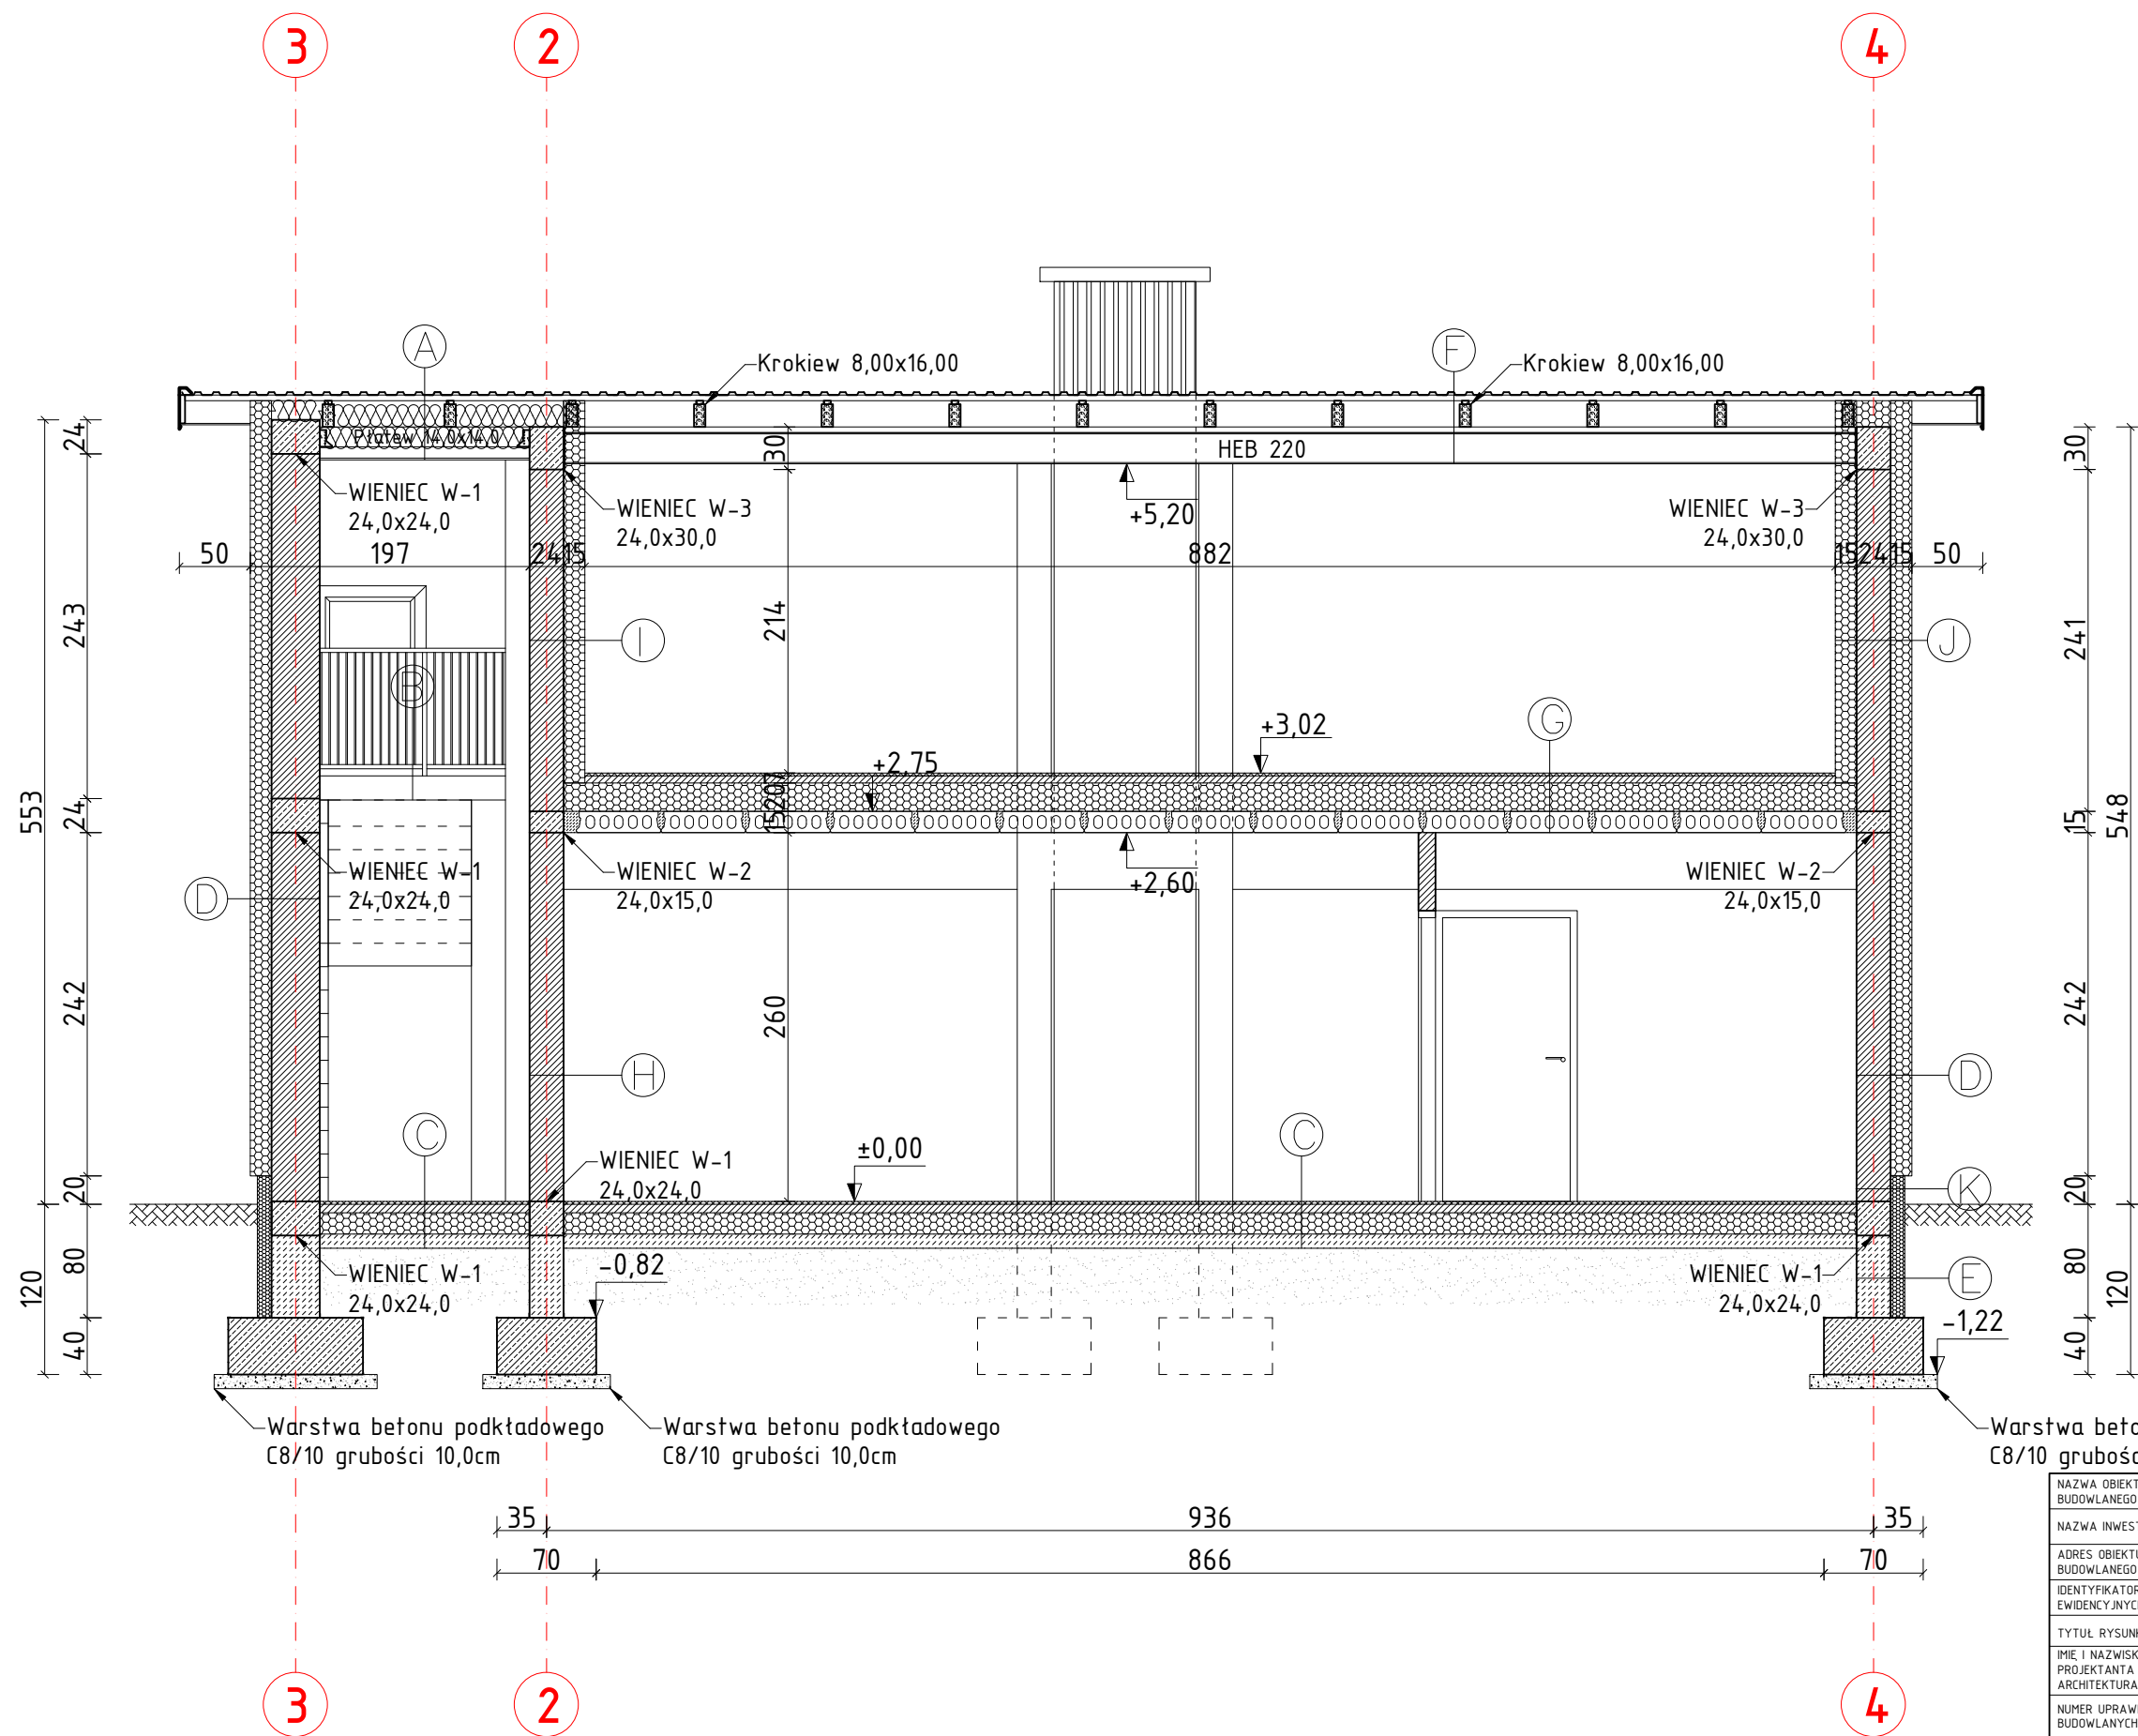 3
2
4
A
F
Krokiew 8,00x16,00
Krokiew 8,00x16,00
Płatew 14,0x14,0
HEB 220
24
30
30
WIENIEC W-1
24,0x24,0
WIENIEC W-3
24,0x30,0
+5,20
WIENIEC W-3
24,0x30,0
50
197
24
15
882
15
24
15
50
243
214
241
I
J
B
G
+3,02
+2,75
553
24
15
20
7
15
548
WIENIEC W-1
24,0x24,0
WIENIEC W-2
24,0x15,0
+2,60
WIENIEC W-2
24,0x15,0
D
242
260
242
H
D
C
C
±0,00
WIENIEC W-1
24,0x24,0
K
20
20
120
80
WIENIEC W-1
24,0x24,0
-0,82
WIENIEC W-1
24,0x24,0
E
80
120
40
-1,22
40
Warstwa betonu podkładowego
C8/10 grubości 10,0cm
Warstwa betonu podkładowego
C8/10 grubości 10,0cm
Warstwa beto
C8/10 grubośc
35
936
35
70
866
70
NAZWA OBIEKT
BUDOWLANEGO
NAZWA INWEST
ADRES OBIEKTU
BUDOWLANEGO
IDENTYFIKATOR
EWIDENCYJNYC
TYTUŁ RYSUNK
IMIĘ I NAZWISK
PROJEKTANTA
ARCHITEKTURA
NUMER UPRAW
BUDOWLANYCH
3
2
4